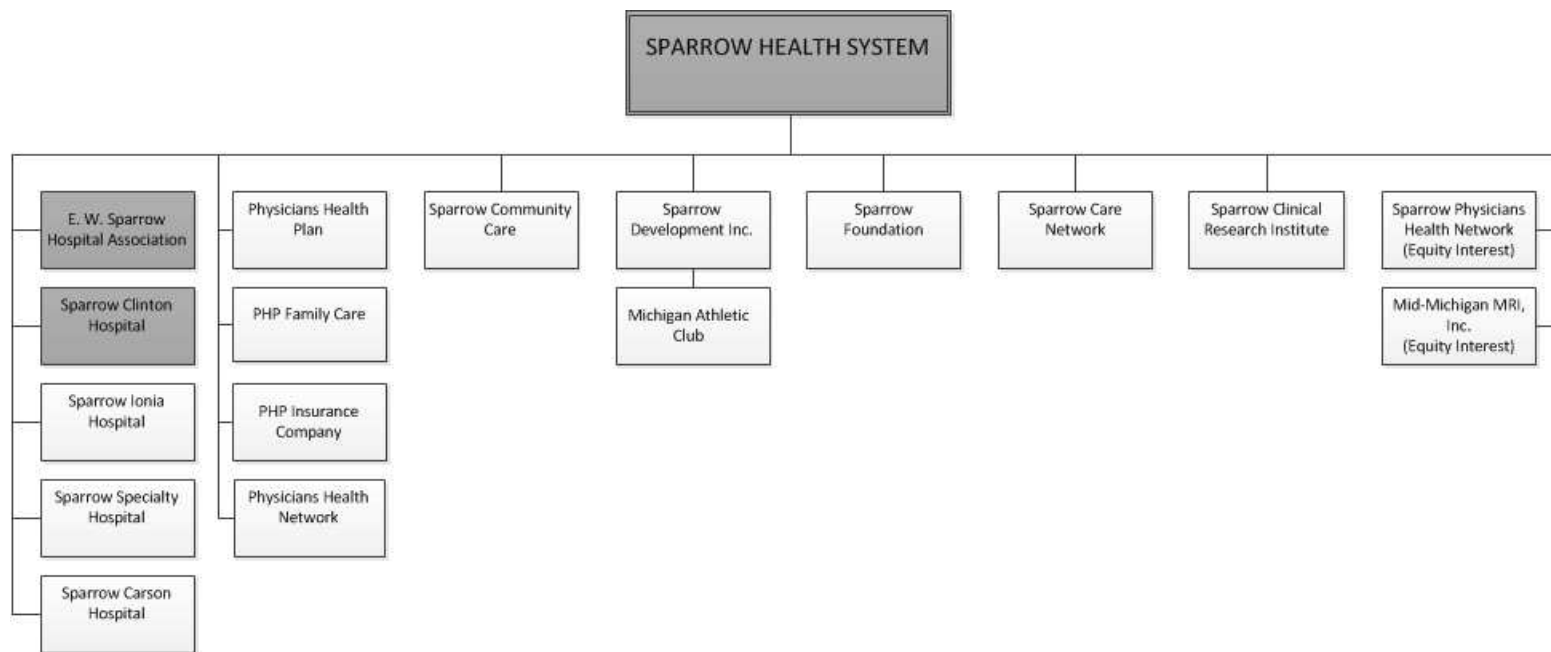 SPARROW HEALTH SYSTEM
E. W. Sparrow
Hospital Association
Physicians Health
Plan
Sparrow Community
Care
Sparrow
Development Inc.
Sparrow
Foundation
Sparrow Care
Network
Sparrow Clinical
Research Institute
Sparrow Physicians
Health Network
(Equity Interest)
Sparrow Clinton
Hospital
PHP Family Care
Michigan Athletic
Club
Mid-Michigan MRI,
Inc.
(Equity Interest)
Sparrow Ionia
Hospital
PHP Insurance
Company
Sparrow Specialty
Hospital
Physicians Health
Network
Sparrow Carson
Hospital